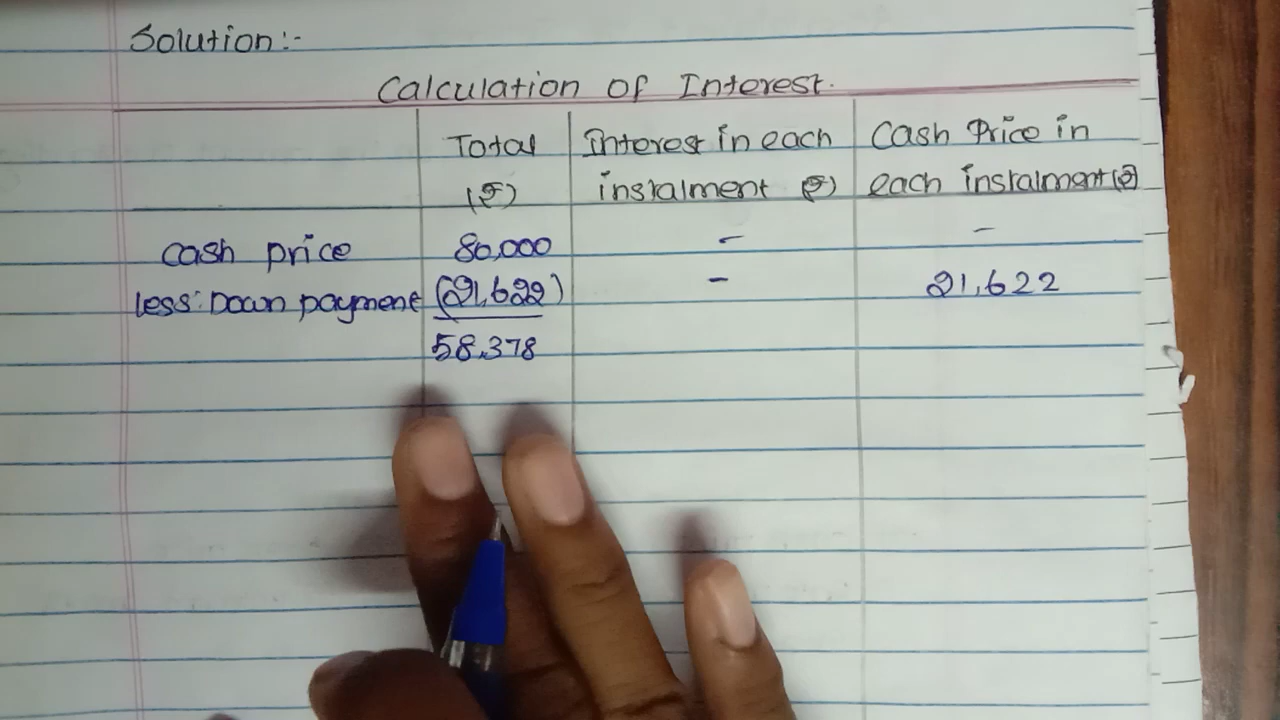 Solution:-
Calculation of Interest.
Total (₹) | Interest in each instalment (₹) | Cash Price in each instalment (₹)
Cash price 80,000 - -
less: Down payment (21,622) - 21,622
58,378